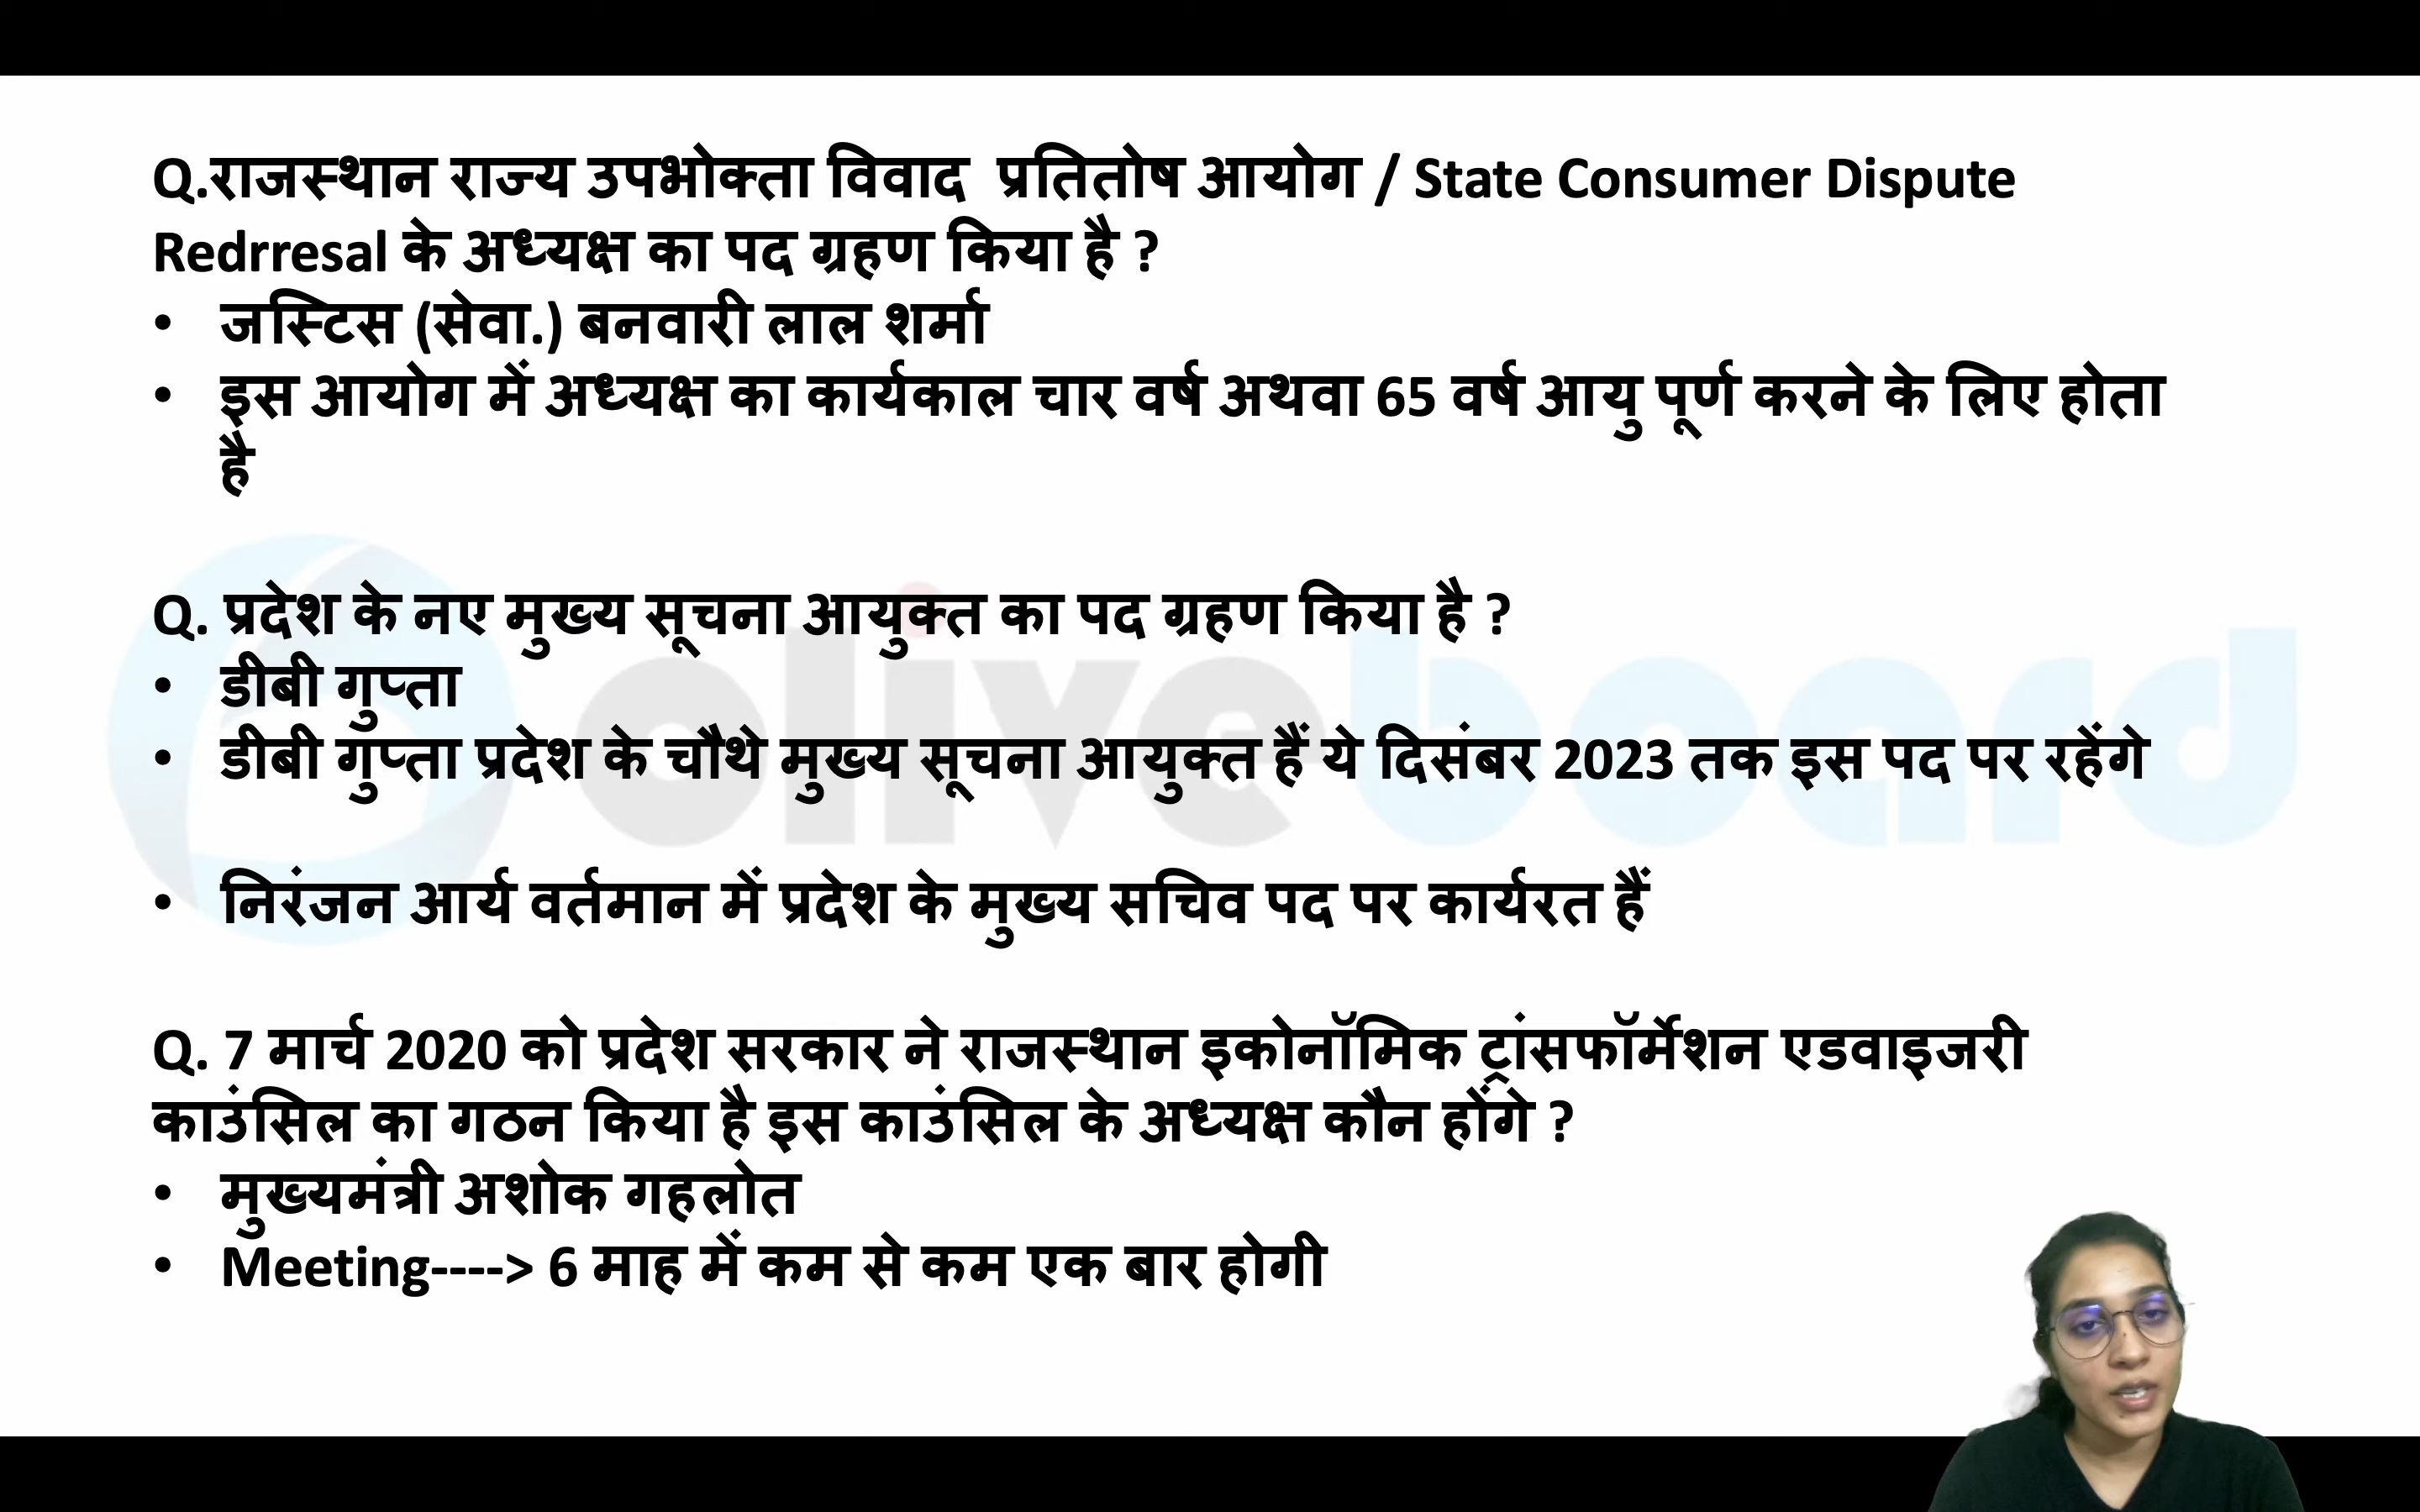 Q.राजस्थान राज्य उपभोक्ता विवाद  प्रतितोष आयोग / State Consumer Dispute
Redrresal के अध्यक्ष का पद ग्रहण किया है ?
• जस्टिस (सेवा.) बनवारी लाल शर्मा
• इस आयोग में अध्यक्ष का कार्यकाल चार वर्ष अथवा 65 वर्ष आयु पूर्ण करने के लिए होता
है
oliveboard
Q. प्रदेश के नए मुख्य सूचना आयुक्त का पद ग्रहण किया है ?
• डीबी गुप्ता
• डीबी गुप्ता प्रदेश के चौथे मुख्य सूचना आयुक्त हैं ये दिसंबर 2023 तक इस पद पर रहेंगे
• निरंजन आर्य वर्तमान में प्रदेश के मुख्य सचिव पद पर कार्यरत हैं
Q. 7 मार्च 2020 को प्रदेश सरकार ने राजस्थान इकोनॉमिक ट्रांसफॉर्मेशन एडवाइजरी
काउंसिल का गठन किया है इस काउंसिल के अध्यक्ष कौन होंगे ?
• मुख्यमंत्री अशोक गहलोत
• Meeting----> 6 माह में कम से कम एक बार होगी